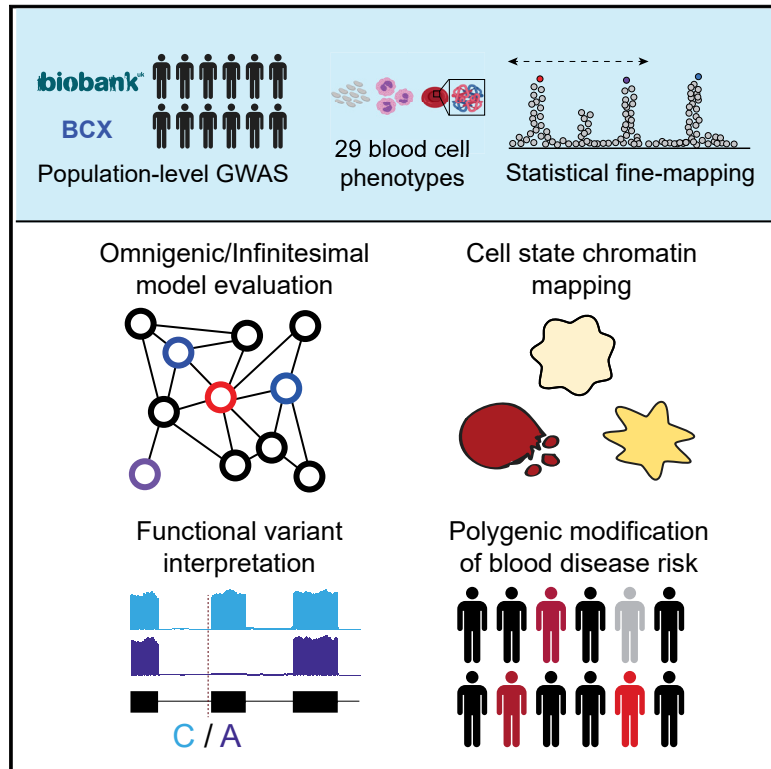 biobank uk
BCX
Population-level GWAS
29 blood cell
phenotypes
Statistical fine-mapping
Omnigenic/Infinitesimal
model evaluation
Cell state chromatin
mapping
Functional variant
interpretation
C / A
Polygenic modification
of blood disease risk